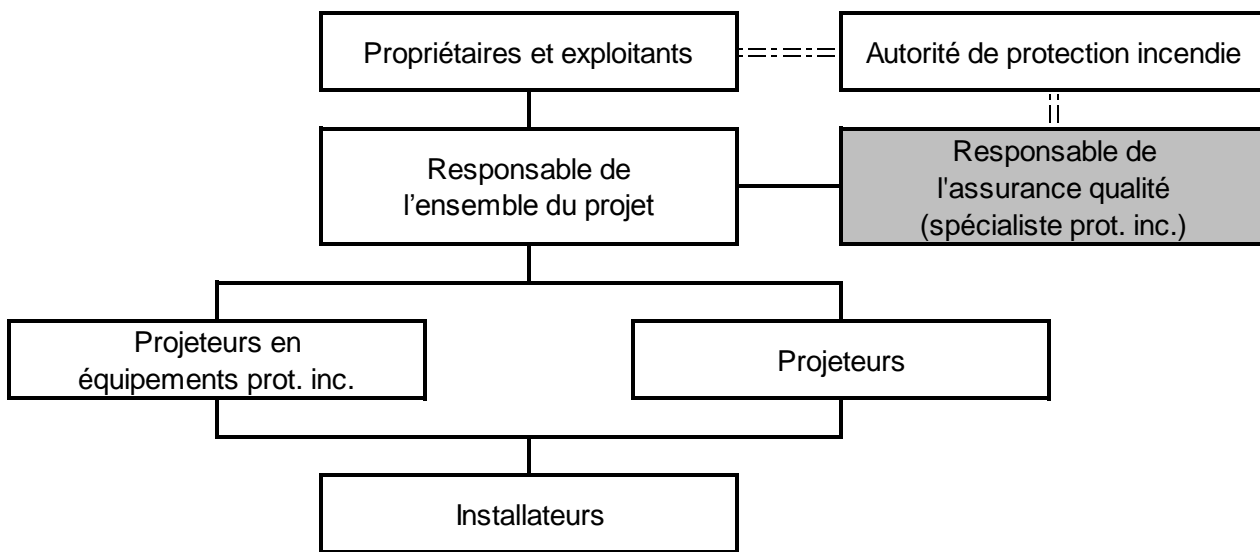 Propriétaires et exploitants
Autorité de protection incendie
Responsable de
l’ensemble du projet
Responsable de
l'assurance qualité
(spécialiste prot. inc.)
Projeteurs en
équipements prot. inc.
Projeteurs
Installateurs